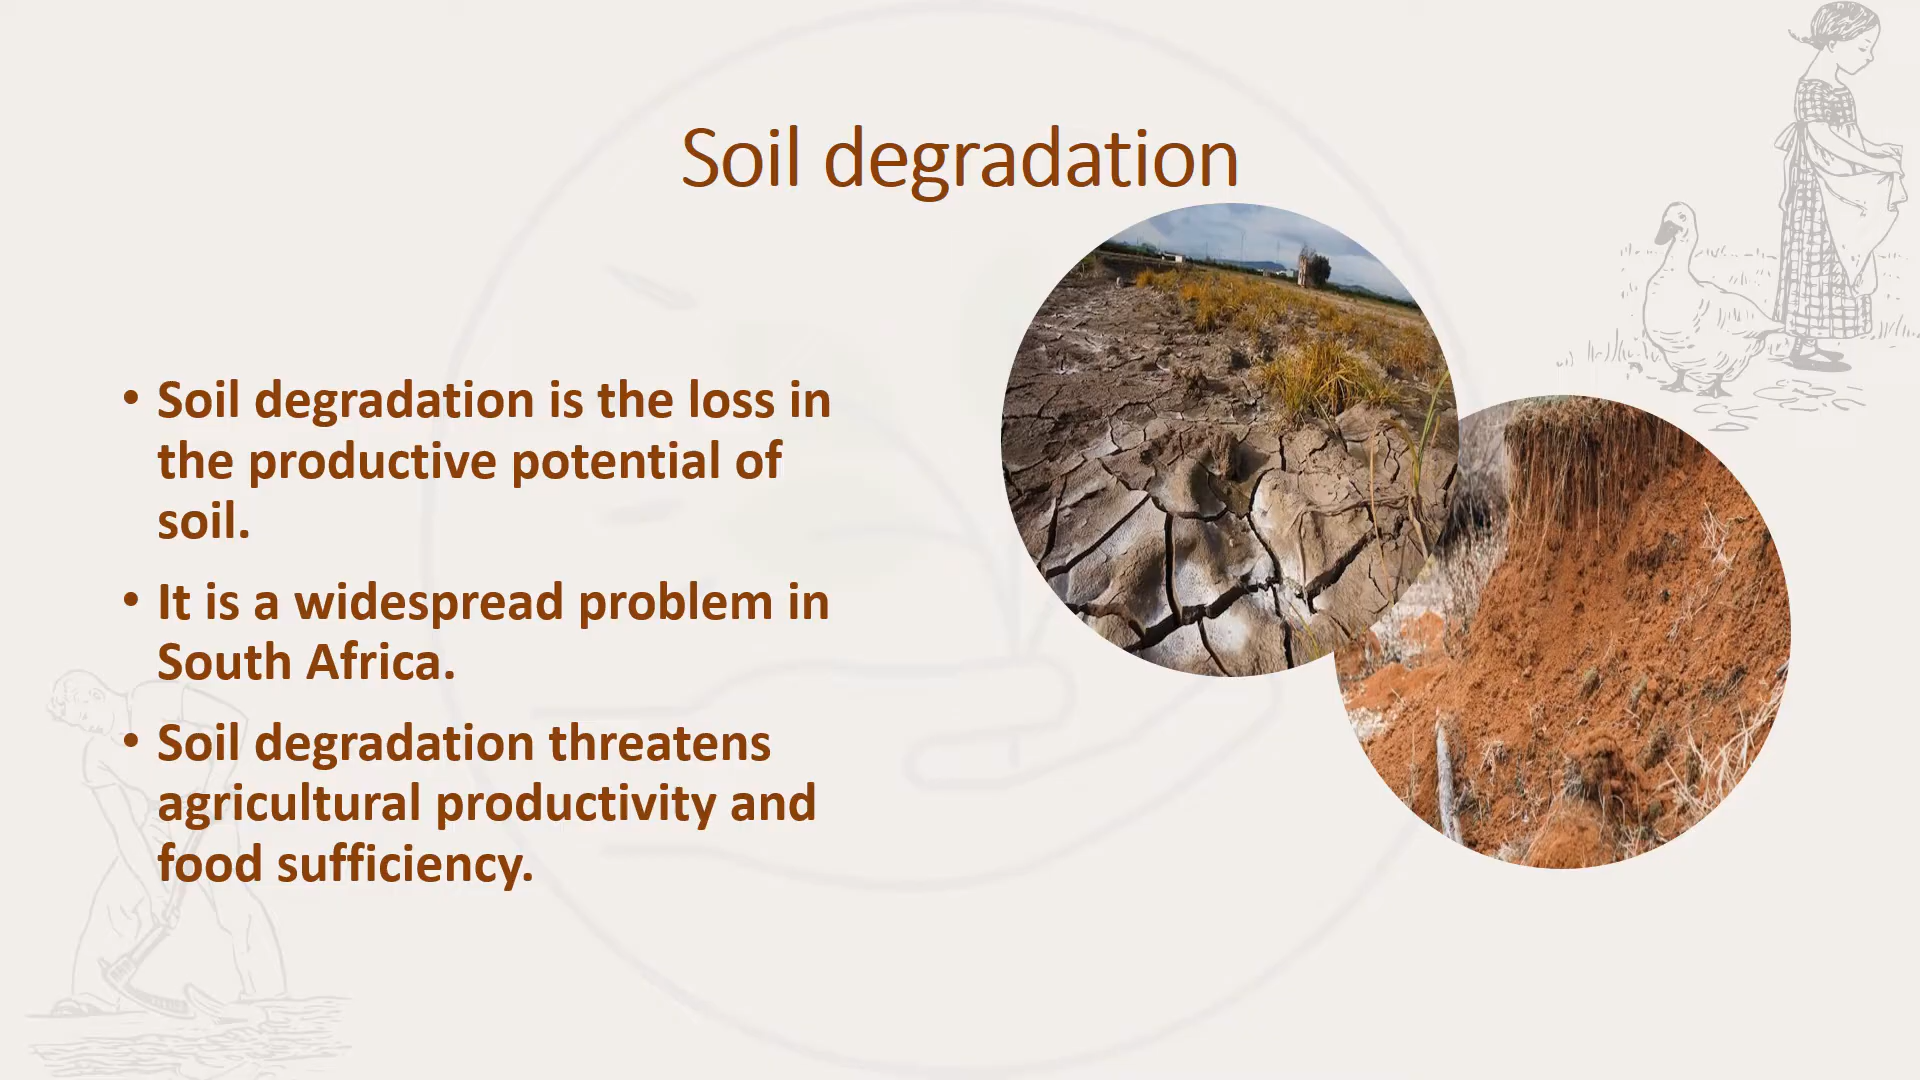 Soil degradation
• Soil degradation is the loss in
the productive potential of
soil.
• It is a widespread problem in
South Africa.
• Soil degradation threatens
agricultural productivity and
food sufficiency.